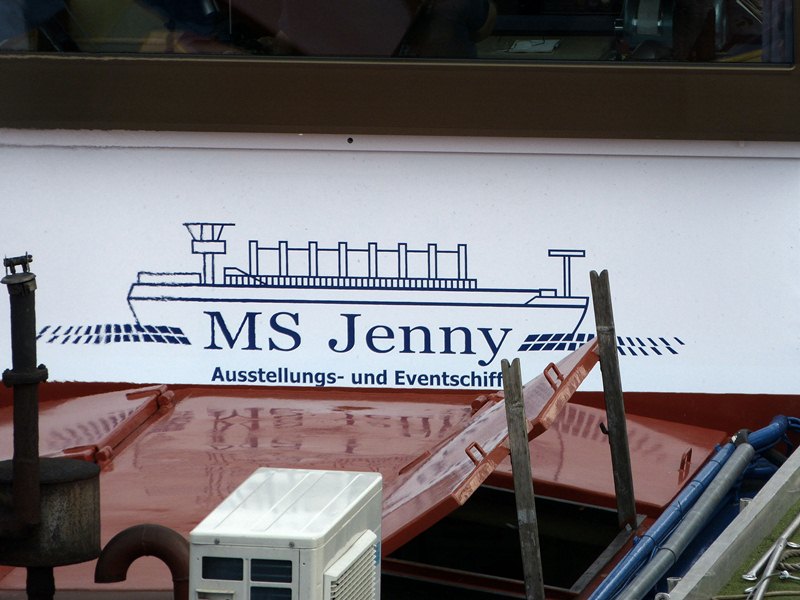 MS Jenny
Ausstellungs- und Eventschiff